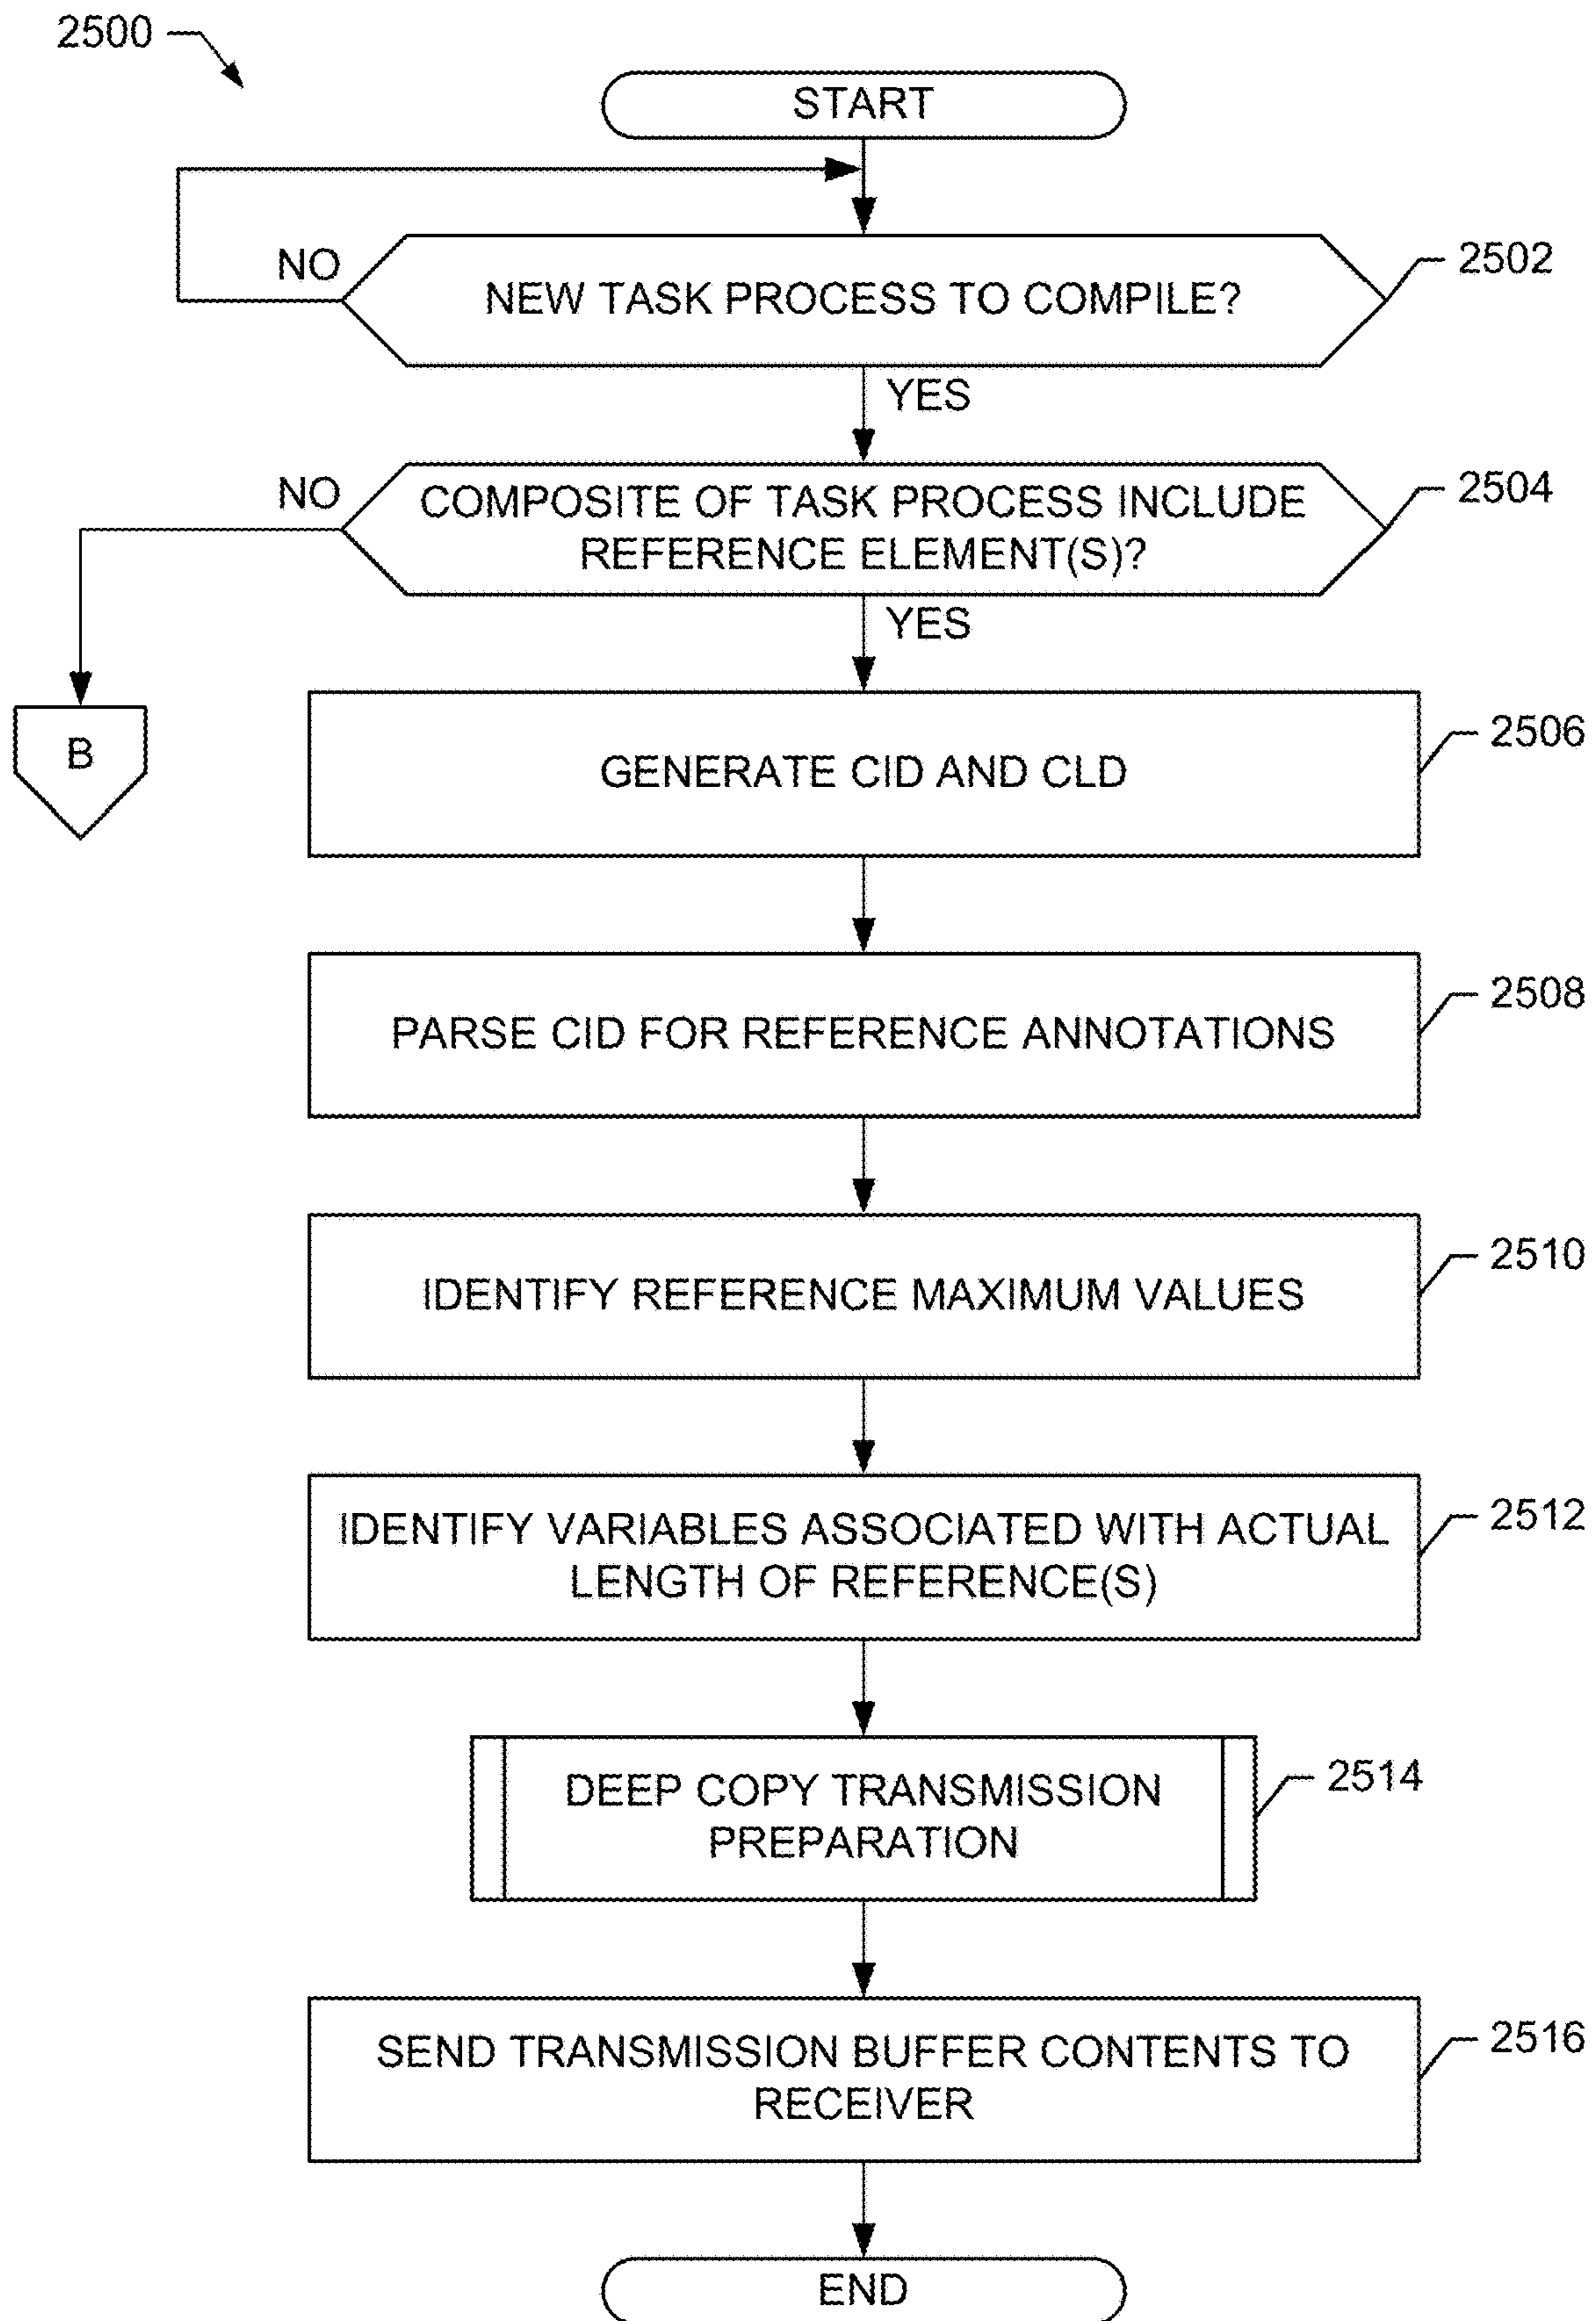 2500
START
NO
NEW TASK PROCESS TO COMPILE?
2502
YES
NO
COMPOSITE OF TASK PROCESS INCLUDE
REFERENCE ELEMENT(S)?
2504
YES
B
GENERATE CID AND CLD
2506
PARSE CID FOR REFERENCE ANNOTATIONS
2508
IDENTIFY REFERENCE MAXIMUM VALUES
2510
IDENTIFY VARIABLES ASSOCIATED WITH ACTUAL
LENGTH OF REFERENCE(S)
2512
DEEP COPY TRANSMISSION
PREPARATION
2514
SEND TRANSMISSION BUFFER CONTENTS TO
RECEIVER
2516
END